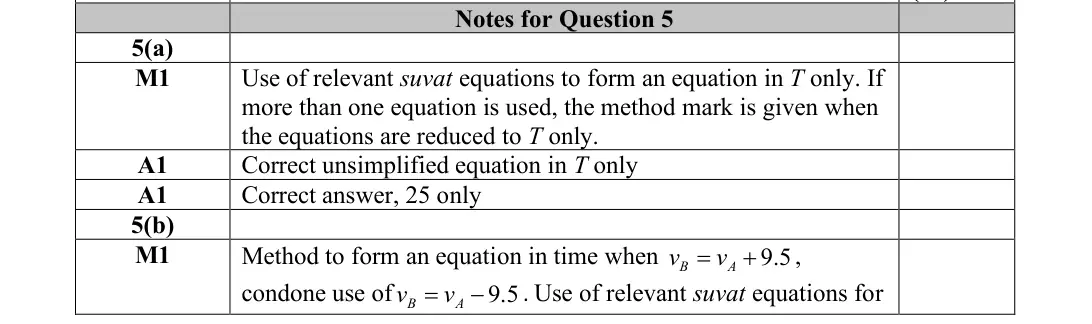 Notes for Question 5
5(a)
M1 Use of relevant suvat equations to form an equation in T only. If
more than one equation is used, the method mark is given when
the equations are reduced to T only.
A1 Correct unsimplified equation in T only
A1 Correct answer, 25 only
5(b)
M1 Method to form an equation in time when v_B = v_A + 9.5,
condone use of v_B = v_A − 9.5. Use of relevant suvat equations for